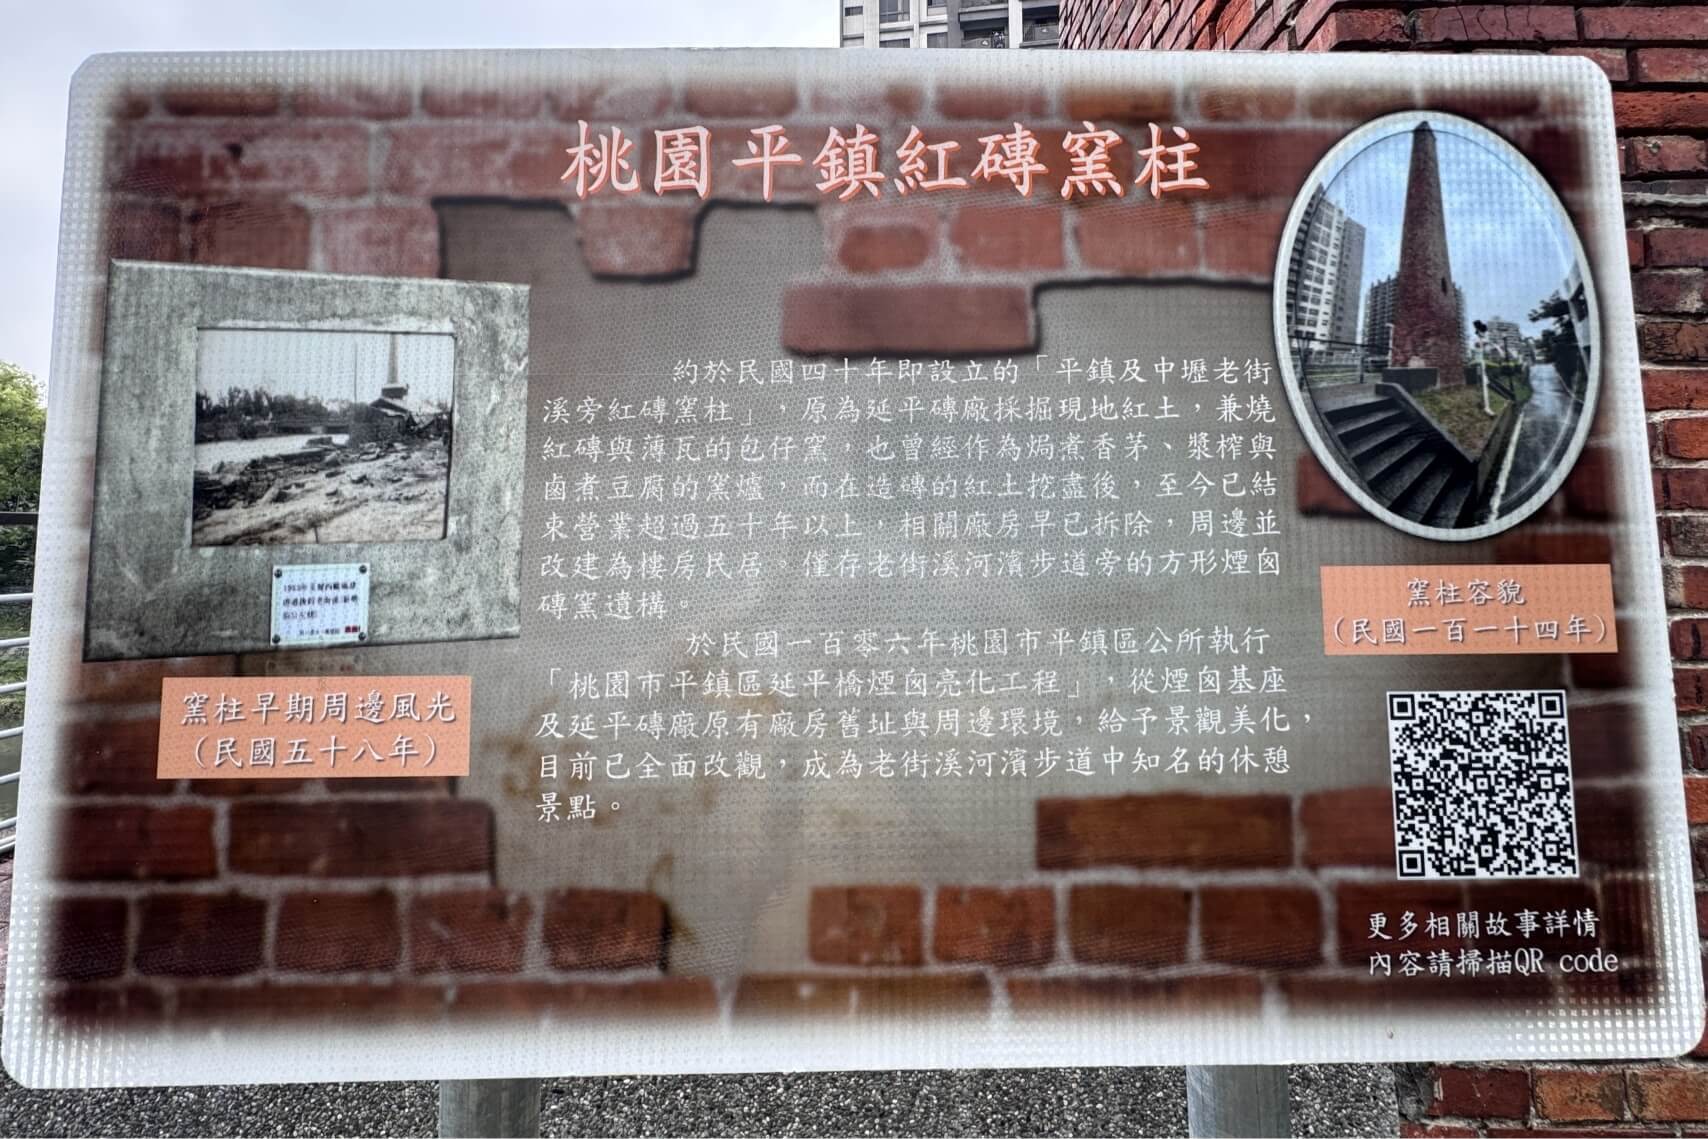 桃園平鎮紅磚窯柱
約於民國四十年即設立的「平鎮及中壢老街
溪旁紅磚窯柱」，原為延平磚廠採掘現地紅土，兼燒
紅磚與薄瓦的包仔窯，也曾經作為焗煮香茅、漿榨與
鹵煮豆腐的窯爐，而在造磚的紅土挖盡後，至今已結
束營業超過五十年以上，相關廠房早已拆除，周邊並
改建為樓房民居　僅存老街溪河濱步道旁的方形煙囪
磚窯遺構。
於民國一百零六年桃園市平鎮區公所執行
「桃園市平鎮區延平橋煙囪亮化工程」，從煙囪基座
及延平磚廠原有廠房舊址與周邊環境，給予景觀美化，
目前已全面改觀，成為老街溪河濱步道中知名的休憩
景點。
窯柱早期周邊風光
（民國五十八年）
窯柱容貌
（民國一百一十四年）
更多相關故事詳情
內容請掃描QR code